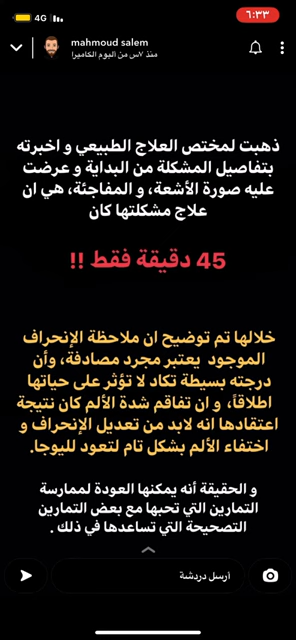 4G ٦:٣٣
mahmoud salem
منذ ٧س من ألبوم الكاميرا
ذهبت لمختص العلاج الطبيعي و اخبرته
بتفاصيل المشكلة من البداية و عرضت
عليه صورة الأشعة، و المفاجئة، هي ان
علاج مشكلتها كان
45 دقيقة فقط !!
خلالها تم توضيح ان ملاحظة الإنحراف
الموجود يعتبر مجرد مصادفة، وأن
درجته بسيطة تكاد لا تؤثر على حياتها
اطلاقاً، و ان تفاقم شدة الألم كان نتيجة
اعتقادها انه لابد من تعديل الإنحراف و
اختفاء الألم بشكل تام لتعود لليوجا.
و الحقيقة أنه يمكنها العودة لممارسة
التمارين التي تحبها مع بعض التمارين
التصحيحة التي تساعدها في ذلك .
أرسل دردشة